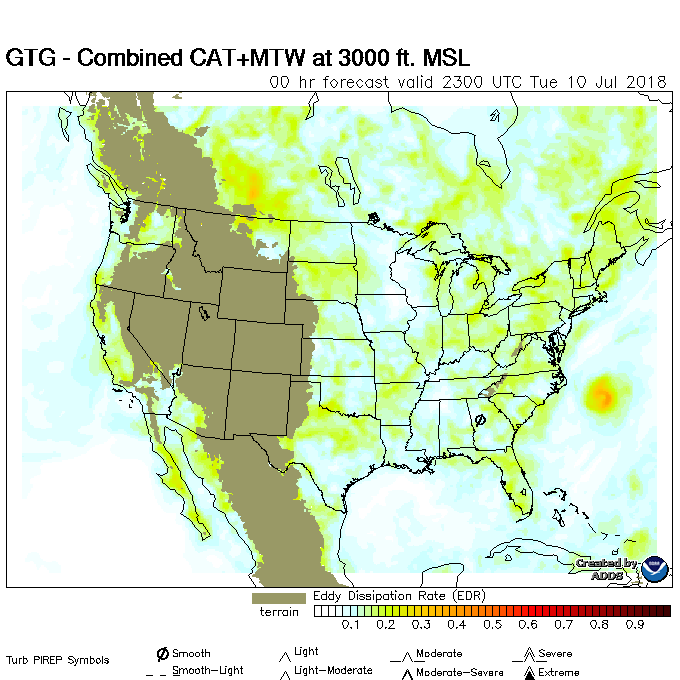 GTG - Combined CAT+MTW at 3000 ft. MSL
00 hr forecast valid 2300 UTC Tue 10 Jul 2018
Created by
ADDS
Eddy Dissipation Rate (EDR)
terrain
0.1 0.2 0.3 0.4 0.5 0.6 0.7 0.8 0.9
Turb PIREP Symbols
Smooth Light Moderate Severe
Smooth-Light Light-Moderate Moderate-Severe Extreme